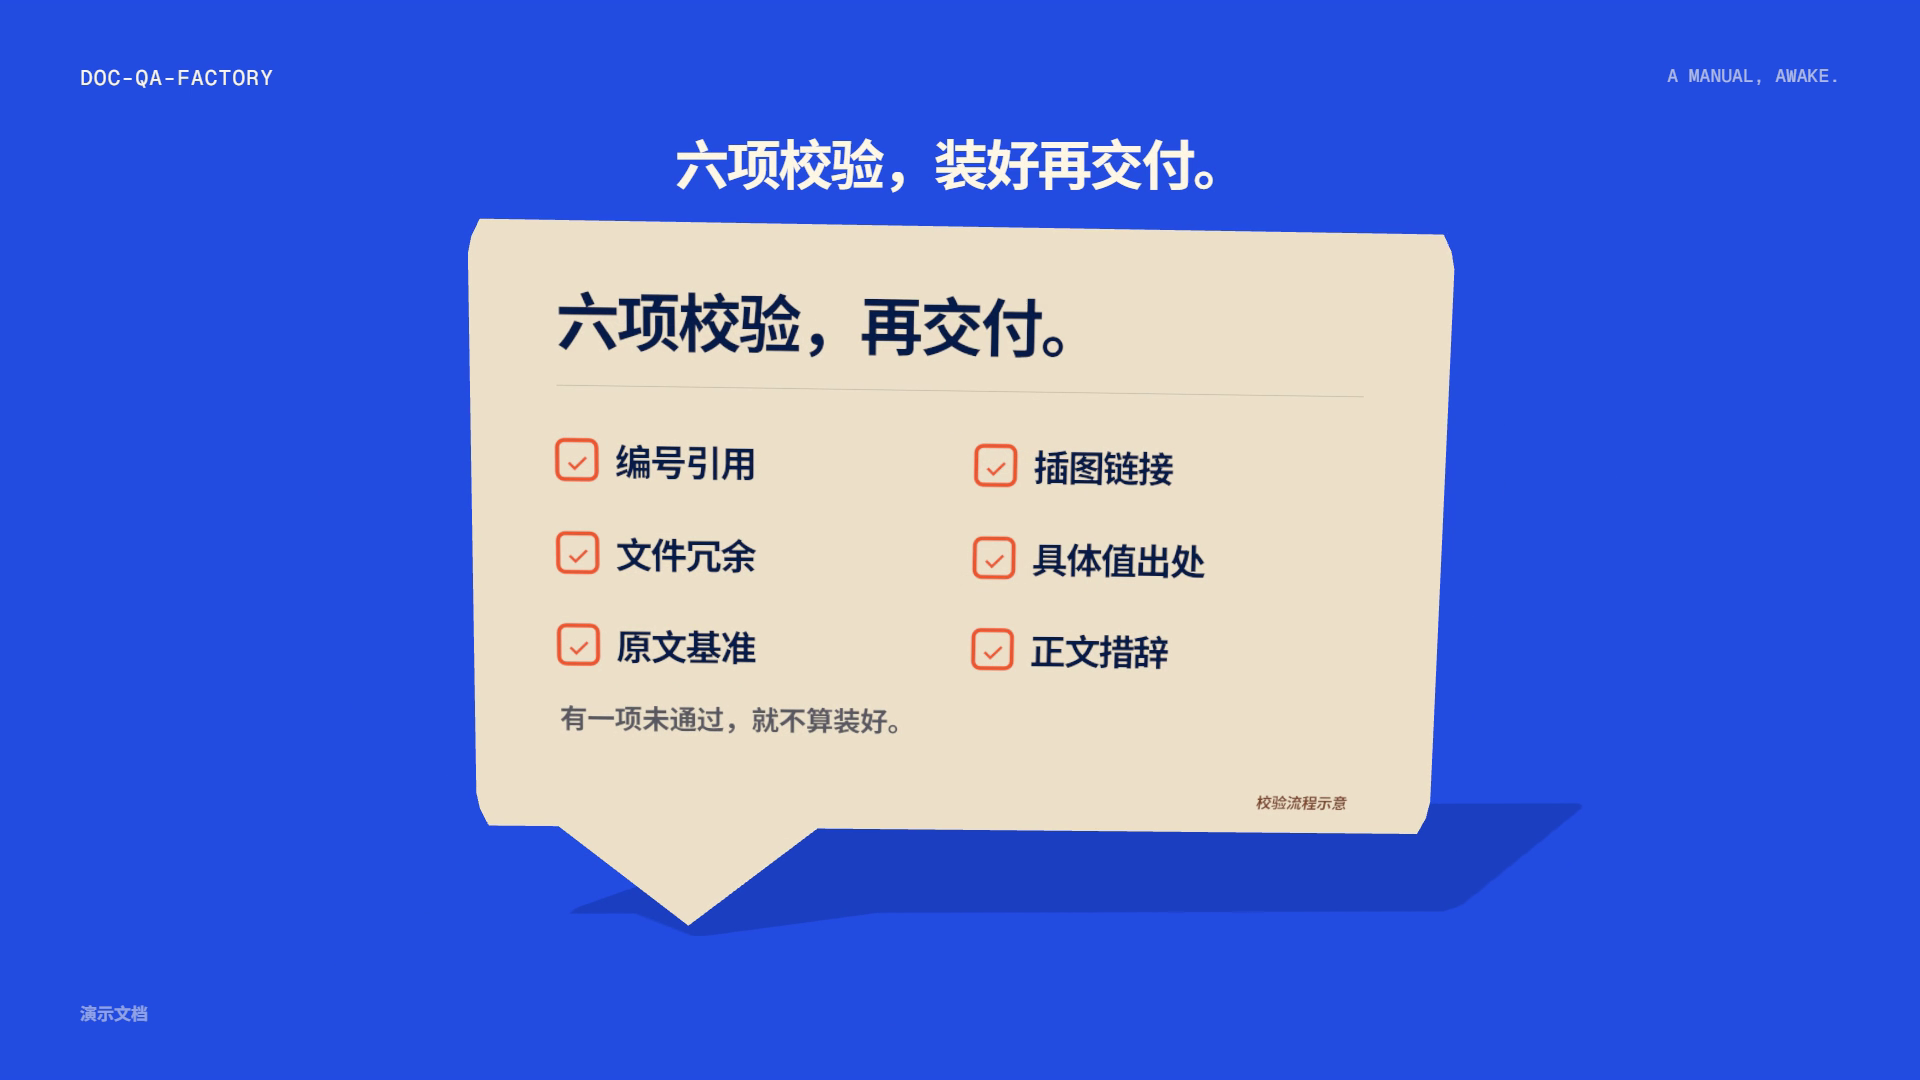 DOC-QA-FACTORY
A MANUAL, AWAKE.
六项校验，装好再交付。
六项校验，再交付。
编号引用
插图链接
文件冗余
具体值出处
原文基准
正文措辞
有一项未通过，就不算装好。
校验流程示意
演示文档